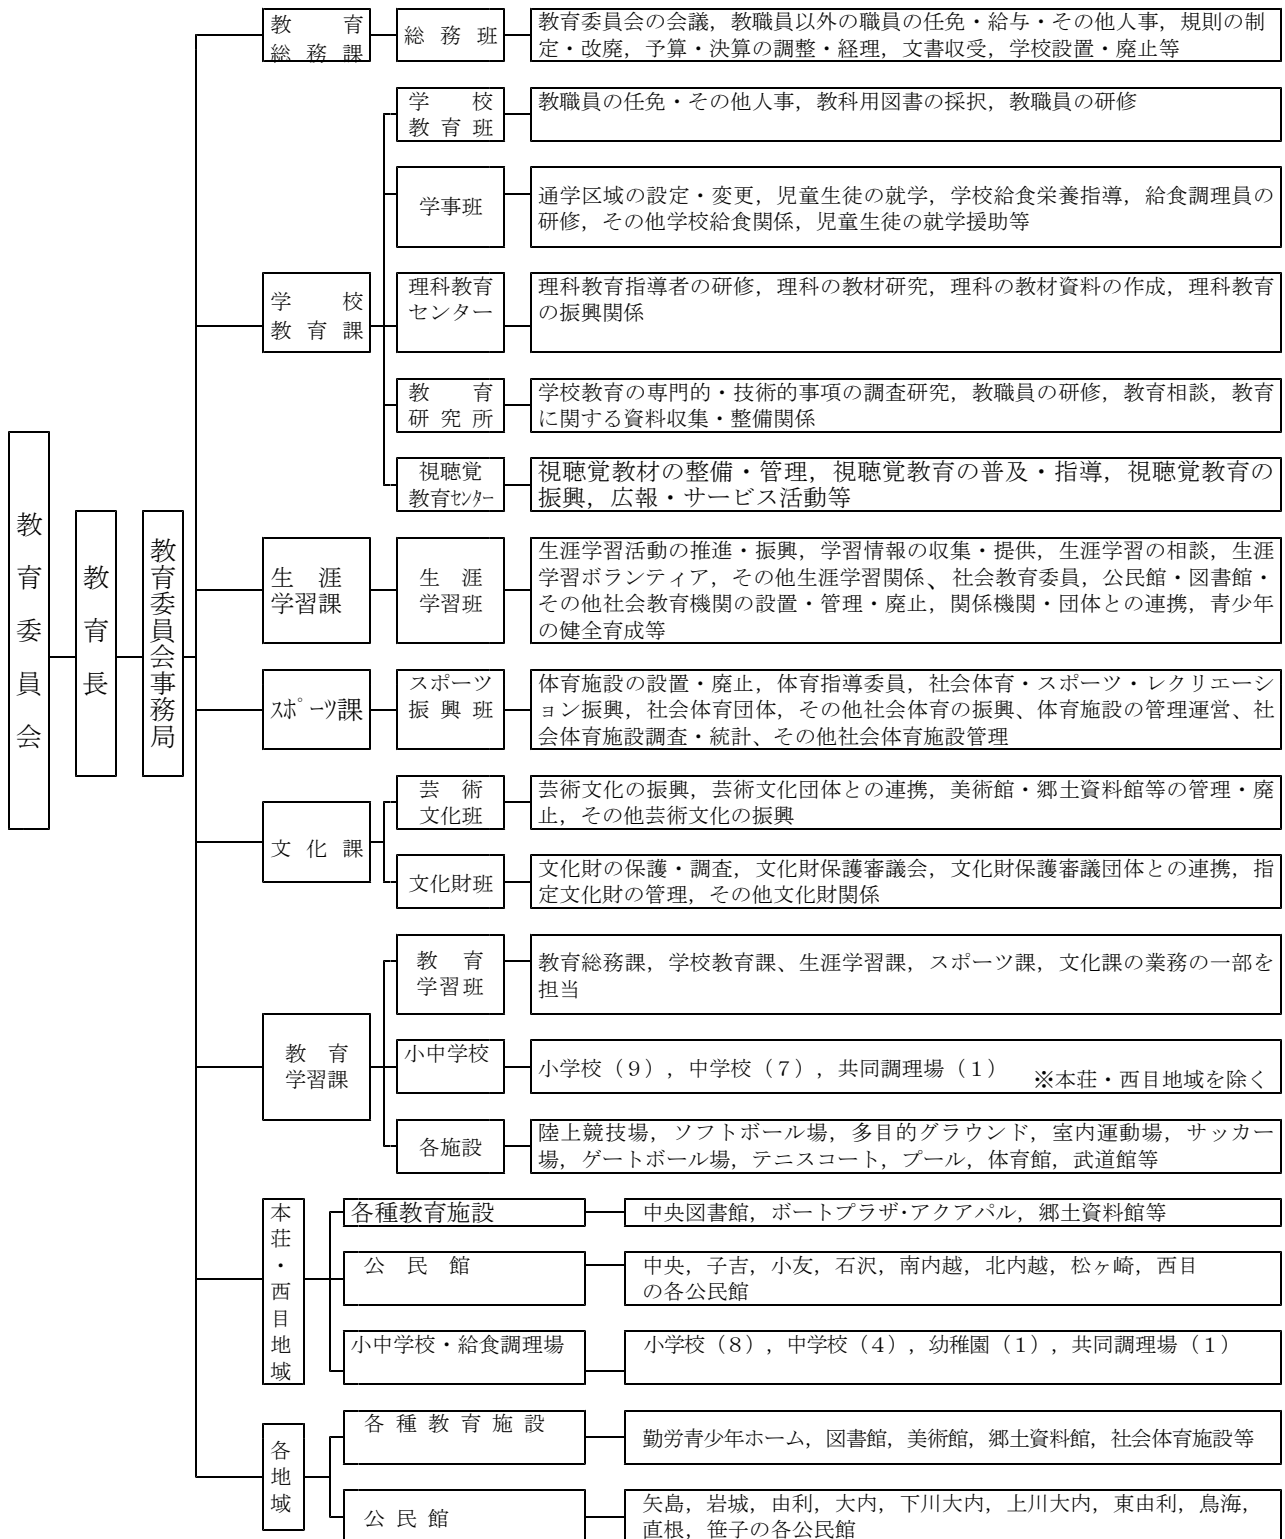 教育委員会
教育長
教育委員会事務局
教育
総務課
総務班
教育委員会の会議，教職員以外の職員の任免・給与・その他人事，規則の制
定・改廃，予算・決算の調整・経理，文書収受，学校設置・廃止等
学校
教育課
学校
教育班
教職員の任免・その他人事，教科用図書の採択，教職員の研修
学事班
通学区域の設定・変更，児童生徒の就学，学校給食栄養指導，給食調理員の
研修，その他学校給食関係，児童生徒の就学援助等
理科教育
センター
理科教育指導者の研修，理科の教材研究，理科の教材資料の作成，理科教育
の振興関係
教育
研究所
学校教育の専門的・技術的事項の調査研究，教職員の研修，教育相談，教育
に関する資料収集・整備関係
視聴覚
教育ｾﾝﾀｰ
視聴覚教材の整備・管理，視聴覚教育の普及・指導，視聴覚教育の
振興，広報・サービス活動等
生涯
学習課
生涯
学習班
生涯学習活動の推進・振興，学習情報の収集・提供，生涯学習の相談，生涯
学習ボランティア，その他生涯学習関係、社会教育委員，公民館・図書館・
その他社会教育機関の設置・管理・廃止，関係機関・団体との連携，青少年
の健全育成等
ｽﾎﾟｰﾂ課
スポーツ
振興班
体育施設の設置・廃止，体育指導委員，社会体育・スポーツ・レクリエーシ
ョン振興，社会体育団体，その他社会体育の振興、体育施設の管理運営、社
会体育施設調査・統計、その他社会体育施設管理
文化課
芸術
文化班
芸術文化の振興，芸術文化団体との連携，美術館・郷土資料館等の管理・廃
止，その他芸術文化の振興
文化財班
文化財の保護・調査，文化財保護審議会，文化財保護審議団体との連携，指
定文化財の管理，その他文化財関係
教育
学習課
教育
学習班
教育総務課，学校教育課、生涯学習課，スポーツ課，文化課の業務の一部を
担当
小中学校
小学校（９），中学校（７），共同調理場（１）　※本荘・西目地域を除く
各施設
陸上競技場，ソフトボール場，多目的グラウンド，室内運動場，サッカー
場，ゲートボール場，テニスコート，プール，体育館，武道館等
本荘・西目地域
各種教育施設
中央図書館，ボートプラザ･アクアパル，郷土資料館等
公民館
中央，子吉，小友，石沢，南内越，北内越，松ヶ崎，西目
の各公民館
小中学校・給食調理場
小学校（８），中学校（４），幼稚園（１），共同調理場（１）
各地域
各種教育施設
勤労青少年ホーム，図書館，美術館，郷土資料館，社会体育施設等
公民館
矢島，岩城，由利，大内，下川大内，上川大内，東由利，鳥海，
直根，笹子の各公民館